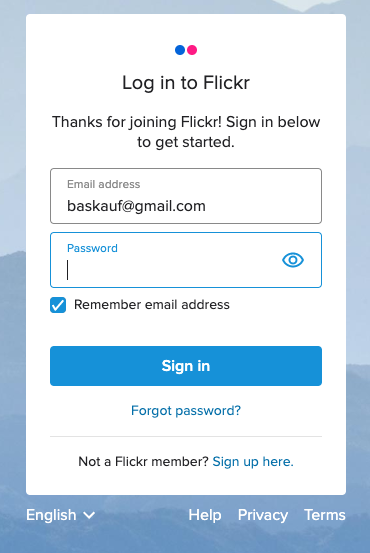 Log in to Flickr
Thanks for joining Flickr! Sign in below
to get started.
Email address
baskauf@gmail.com
Password
Remember email address
Sign in
Forgot password?
Not a Flickr member? Sign up here.
English
Help Privacy Terms